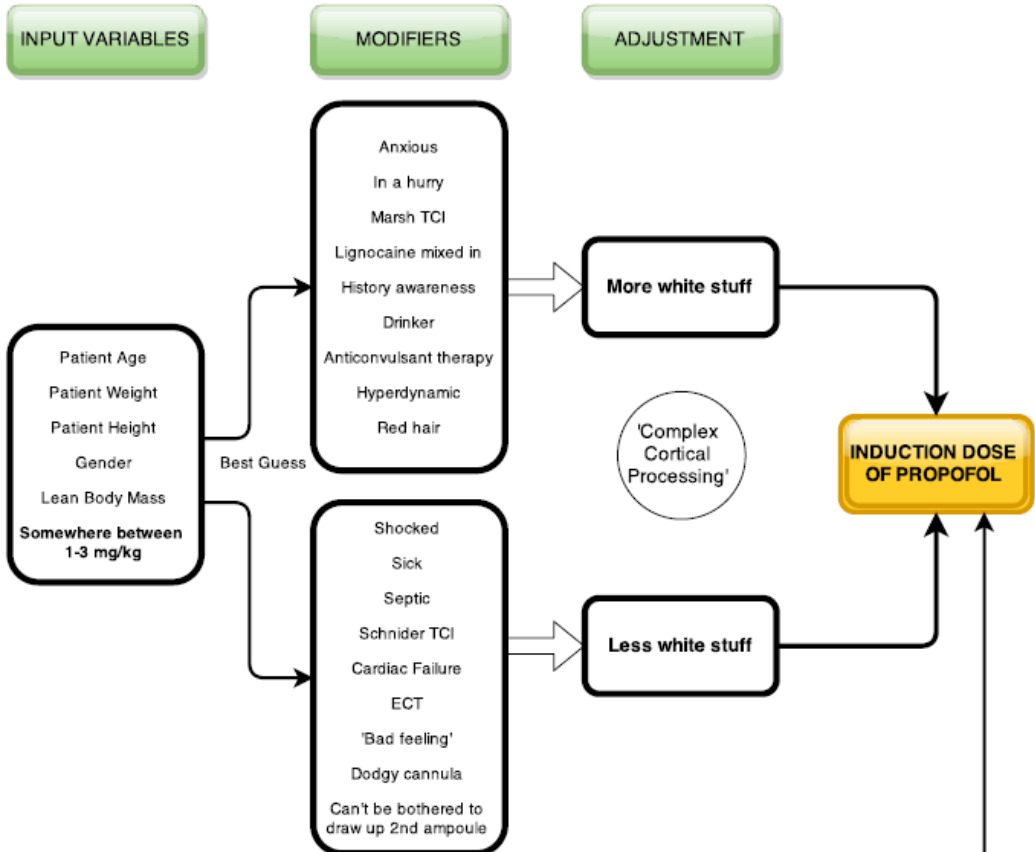 INPUT VARIABLES
MODIFIERS
ADJUSTMENT
Patient Age
Patient Weight
Patient Height
Gender
Lean Body Mass
Somewhere between
1-3 mg/kg
Best Guess
Anxious
In a hurry
Marsh TCI
Lignocaine mixed in
History awareness
Drinker
Anticonvulsant therapy
Hyperdynamic
Red hair
Shocked
Sick
Septic
Schnider TCI
Cardiac Failure
ECT
'Bad feeling'
Dodgy cannula
Can't be bothered to
draw up 2nd ampoule
More white stuff
'Complex
Cortical
Processing'
Less white stuff
INDUCTION DOSE
OF PROPOFOL